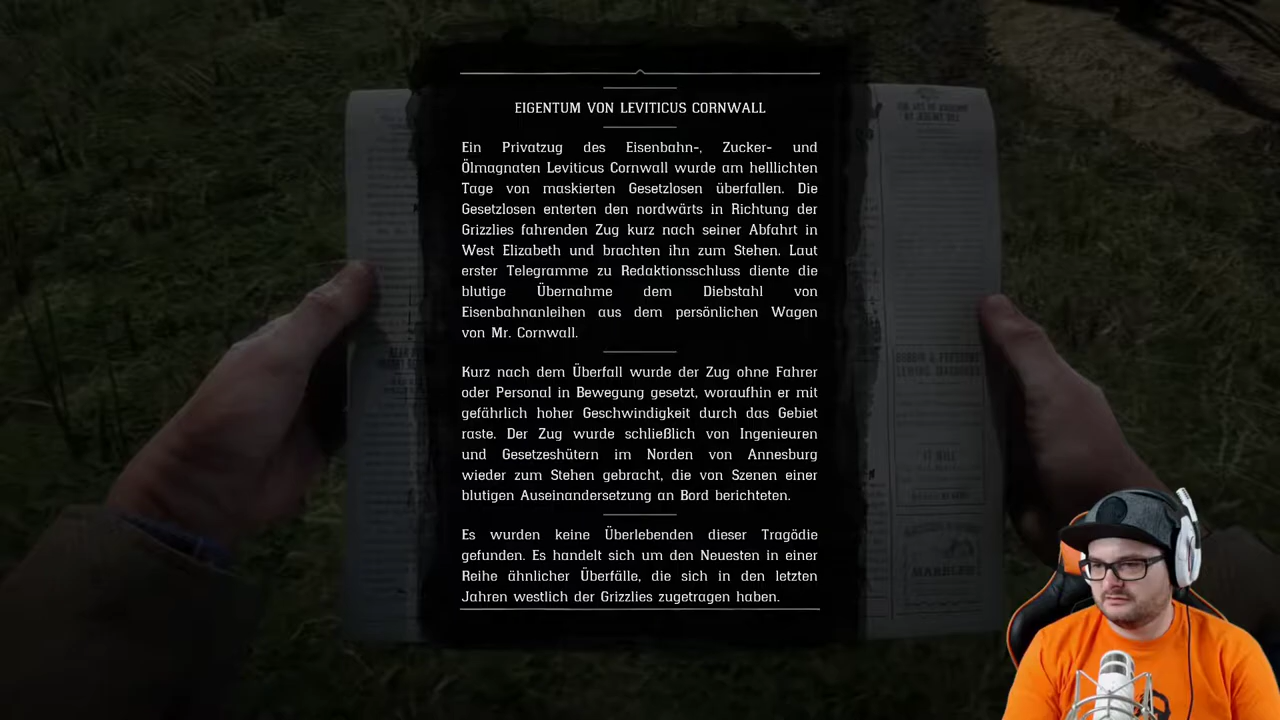 EIGENTUM VON LEVITICUS CORNWALL
Ein Privatzug des Eisenbahn-, Zucker- und
Ölmagnaten Leviticus Cornwall wurde am helllichten
Tage von maskierten Gesetzlosen überfallen. Die
Gesetzlosen enterten den nordwärts in Richtung der
Grizzlies fahrenden Zug kurz nach seiner Abfahrt in
West Elizabeth und brachten ihn zum Stehen. Laut
erster Telegramme zu Redaktionsschluss diente die
blutige Übernahme dem Diebstahl von
Eisenbahnanleihen aus dem persönlichen Wagen
von Mr. Cornwall.
Kurz nach dem Überfall wurde der Zug ohne Fahrer
oder Personal in Bewegung gesetzt, woraufhin er mit
gefährlich hoher Geschwindigkeit durch das Gebiet
raste. Der Zug wurde schließlich von Ingenieuren
und Gesetzeshütern im Norden von Annesburg
wieder zum Stehen gebracht, die von Szenen einer
blutigen Auseinandersetzung an Bord berichteten.
Es wurden keine Überlebenden dieser Tragödie
gefunden. Es handelt sich um den Neuesten in einer
Reihe ähnlicher Überfälle, die sich in den letzten
Jahren westlich der Grizzlies zugetragen haben.